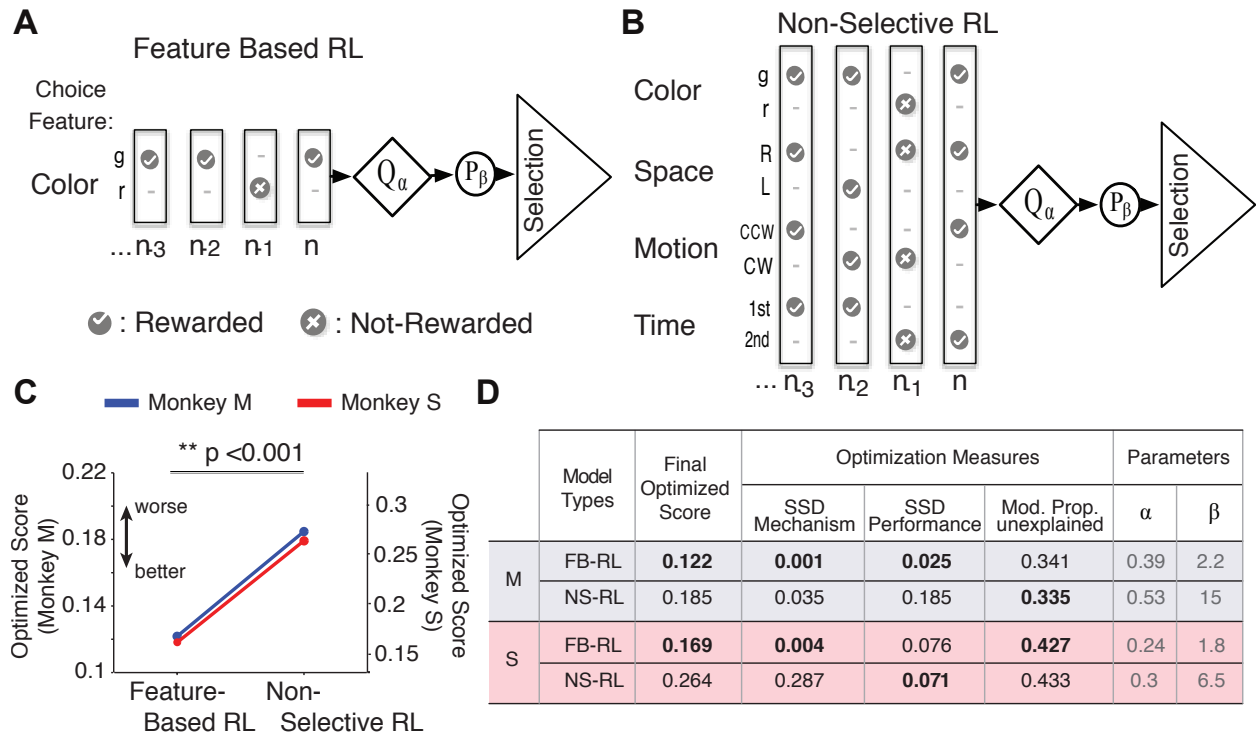 A
Feature Based RL
Choice
Feature:
Color
g
r
... n-3 n-2 n-1 n
Qα
Pβ
Selection
: Rewarded
: Not-Rewarded
B
Non-Selective RL
Color
g
r
Space
R
L
Motion
CCW
CW
Time
1st
2nd
... n-3 n-2 n-1 n
Qα
Pβ
Selection
C
Monkey M
Monkey S
** p <0.001
Optimized Score
(Monkey M)
0.22
0.18
0.14
0.1
worse
better
0.3
0.25
0.2
0.15
Optimized Score
(Monkey S)
Feature-
Based RL
Non-
Selective RL
D
Model
Types
Final
Optimized
Score
Optimization Measures
Parameters
SSD
Mechanism
SSD
Performance
Mod. Prop.
unexplained
α
β
M
FB-RL 0.122 0.001 0.025 0.341 0.39 2.2
NS-RL 0.185 0.035 0.185 0.335 0.53 15
S
FB-RL 0.169 0.004 0.076 0.427 0.24 1.8
NS-RL 0.264 0.287 0.071 0.433 0.3 6.5